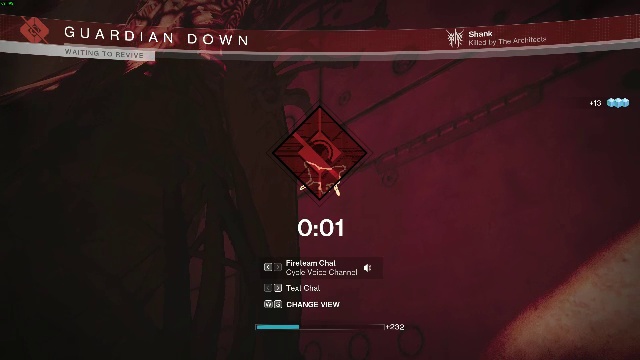 GUARDIAN DOWN
WAITING TO REVIVE
Shank
Killed by The Architects
+13
0:01
Fireteam Chat
Cycle Voice Channel
Text Chat
CHANGE VIEW
+232